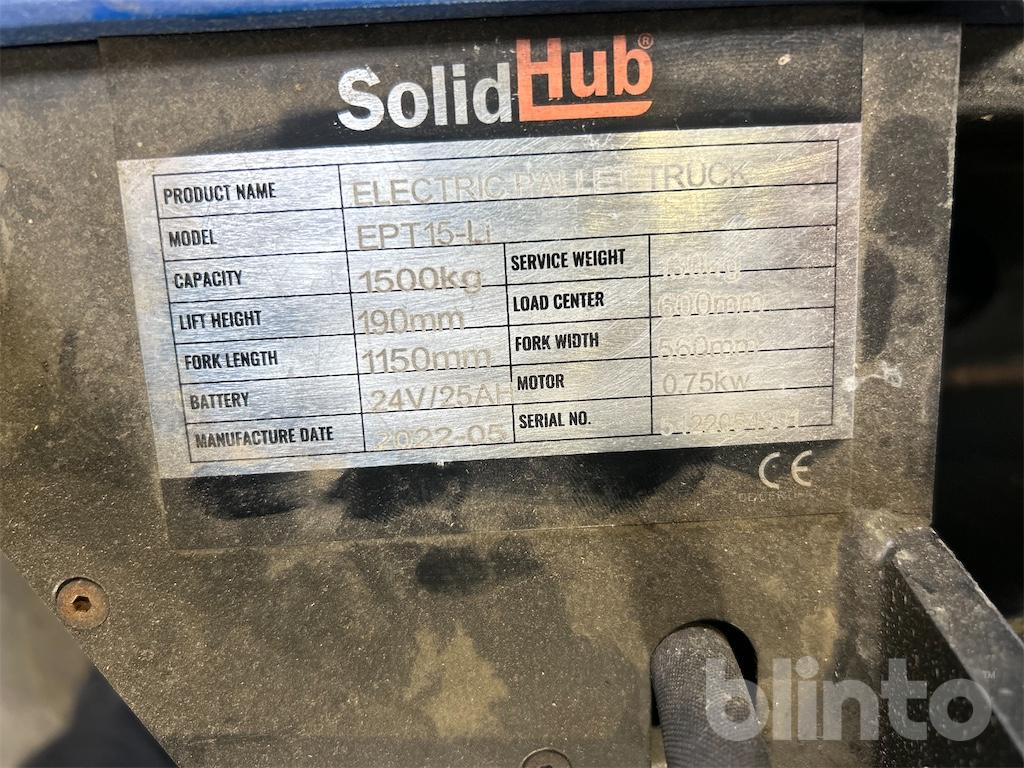 SolidHub®
PRODUCT NAME ELECTRIC PALLET TRUCK
MODEL EPT15-Li
CAPACITY 1500kg SERVICE WEIGHT
LIFT HEIGHT 190mm LOAD CENTER 600mm
FORK LENGTH 1150mm FORK WIDTH 560mm
BATTERY 24V/25AH MOTOR 0.75kw
MANUFACTURE DATE 2022-05 SERIAL NO.
CE
blinto™